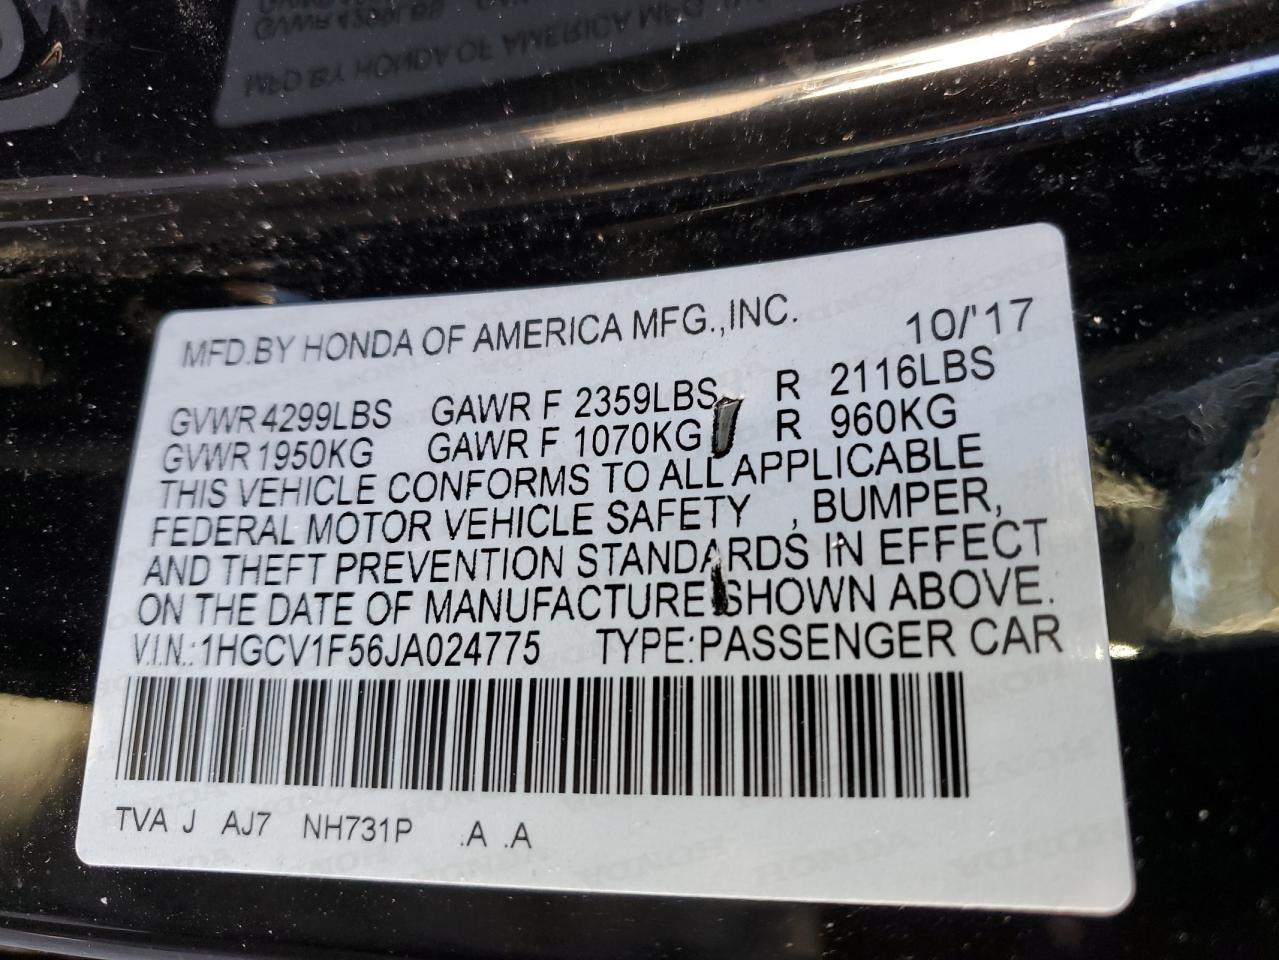 MFD.BY HONDA OF AMERICA MFG.,INC. 10/'17
GVWR 4299LBS GAWR F 2359LBS R 2116LBS
GVWR 1950KG GAWR F 1070KG R 960KG
THIS VEHICLE CONFORMS TO ALL APPLICABLE
FEDERAL MOTOR VEHICLE SAFETY , BUMPER,
AND THEFT PREVENTION STANDARDS IN EFFECT
ON THE DATE OF MANUFACTURE SHOWN ABOVE.
V.I.N.:1HGCV1F56JA024775 TYPE:PASSENGER CAR
TVA J AJ7 NH731P .A .A